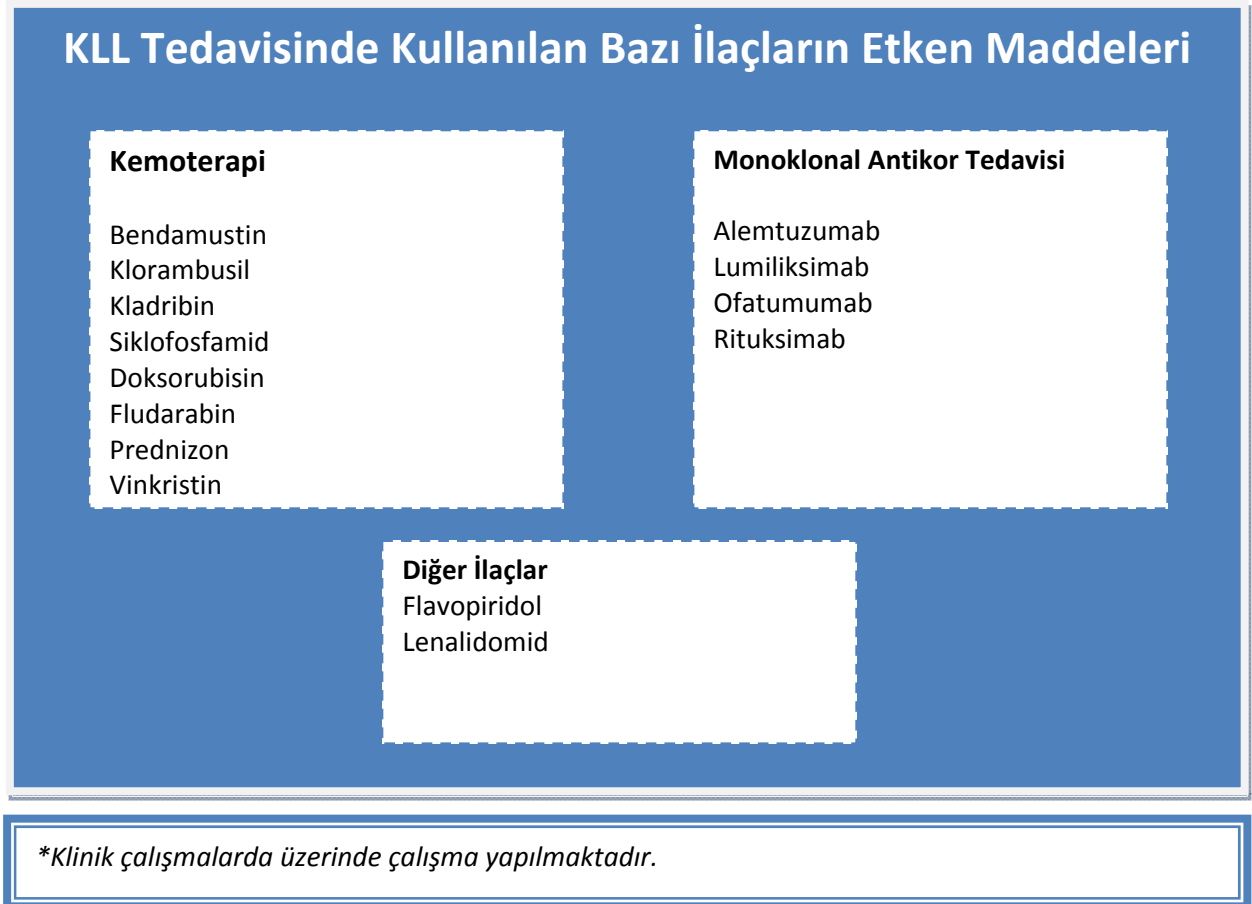 KLL Tedavisinde Kullanılan Bazı İlaçların Etken Maddeleri
Kemoterapi
Bendamustin
Klorambusil
Kladribin
Siklofosfamid
Doksorubisin
Fludarabin
Prednizon
Vinkristin
Monoklonal Antikor Tedavisi
Alemtuzumab
Lumiliksimab
Ofatumumab
Rituksimab
Diğer İlaçlar
Flavopiridol
Lenalidomid
*Klinik çalışmalarda üzerinde çalışma yapılmaktadır.